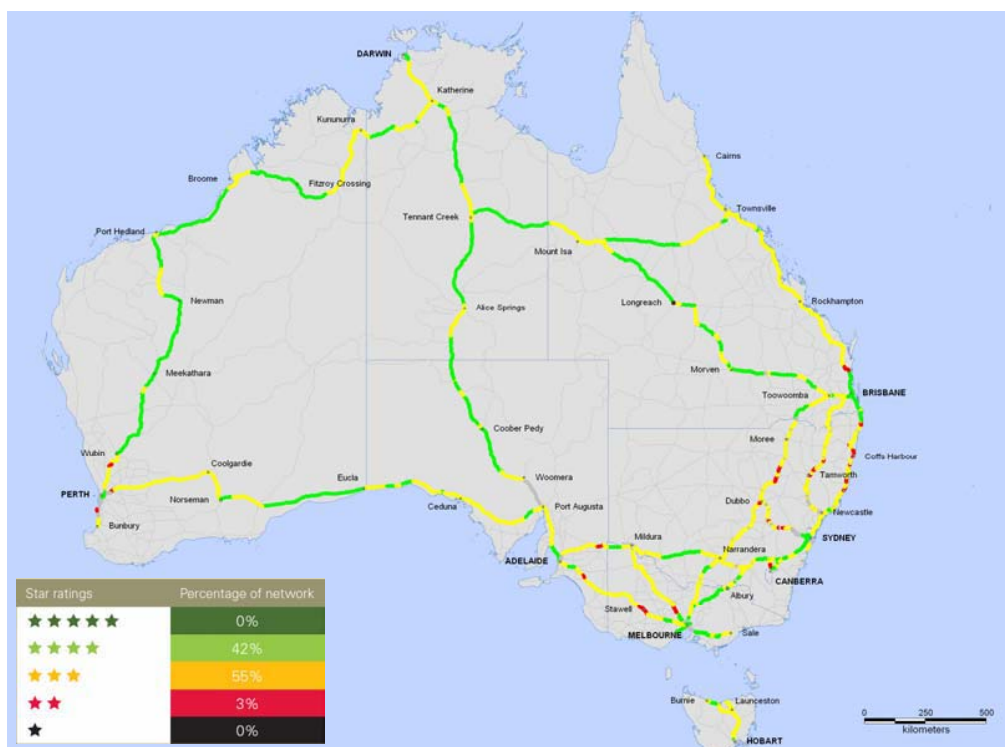 DARWIN
Katherine
Kununurra
Cairns
Broome
Fitzroy Crossing
Townsville
Tennant Creek
Port Hedland
Mount Isa
Newman
Longreach
Alice Springs
Rockhampton
Meekathara
Morven
Toowoomba
BRISBANE
Coober Pedy
Moree
Wubin
Coolgardie
Coffs Harbour
Eucla
Woomera
Tamworth
PERTH
Norseman
Ceduna
Port Augusta
Dubbo
Newcastle
Bunbury
Mildura
SYDNEY
ADELAIDE
Narrandera
CANBERRA
Albury
Stawell
MELBOURNE
Sale
Burnie
Launceston
HOBART
Star ratings Percentage of network
★★★★★ 0%
★★★★ 42%
★★★ 55%
★★ 3%
★ 0%
0 250 500
kilometers